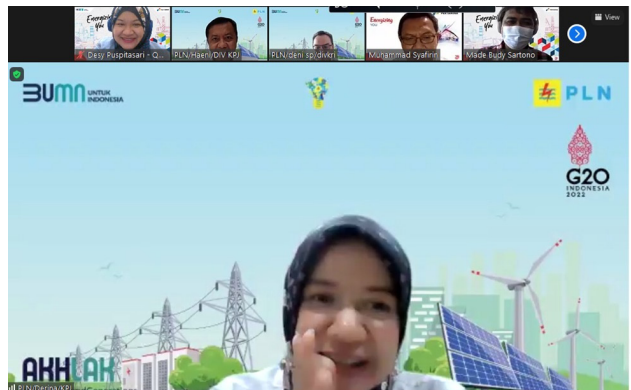 View
Desy Puspitasari - Q...
PLN/Haeni/DIV KPJ
PLN/deni sp/divkri
Muhammad Syafirin
Made Budy Sartono
BUMN UNTUK
INDONESIA
PLN
G20
INDONESIA
2022
AKHLAK
PLN/Derina/KPJ